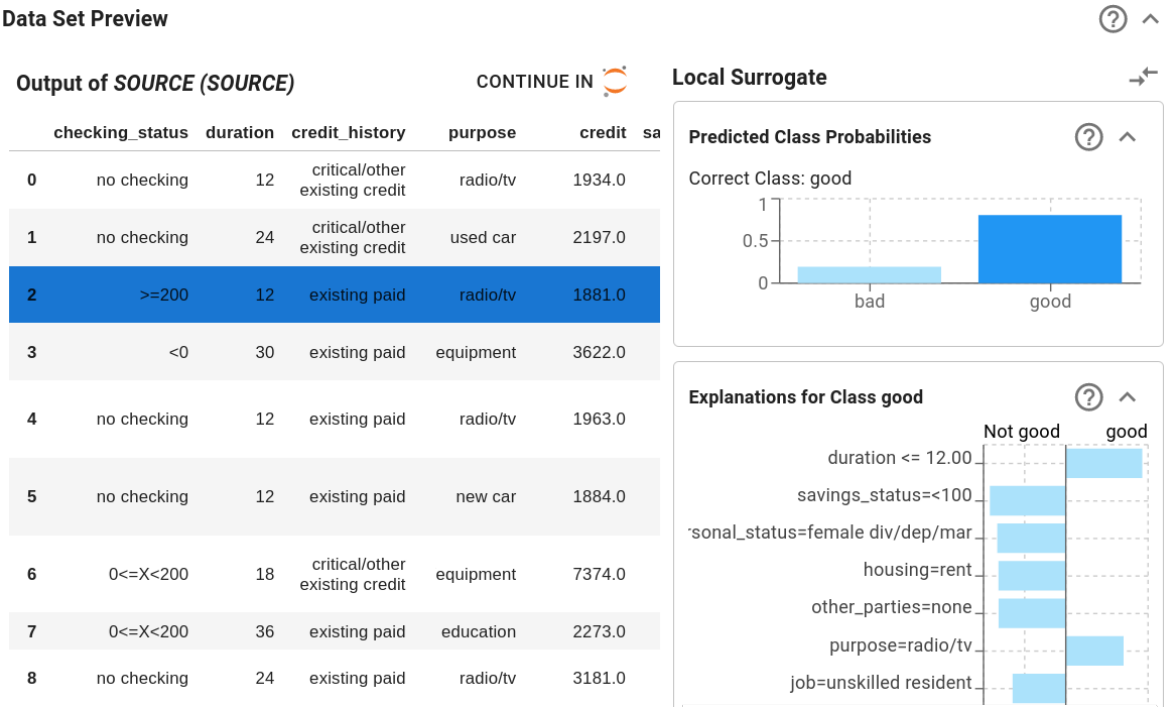 Data Set Preview
Output of SOURCE (SOURCE)
CONTINUE IN
checking_status duration credit_history purpose credit sa
0 no checking 12 critical/other existing credit radio/tv 1934.0
1 no checking 24 critical/other existing credit used car 2197.0
2 >=200 12 existing paid radio/tv 1881.0
3 <0 30 existing paid equipment 3622.0
4 no checking 12 existing paid radio/tv 1963.0
5 no checking 12 existing paid new car 1884.0
6 0<=X<200 18 critical/other existing credit equipment 7374.0
7 0<=X<200 36 existing paid education 2273.0
8 no checking 24 existing paid radio/tv 3181.0
Local Surrogate
Predicted Class Probabilities
Correct Class: good
1
0.5
0
bad good
Explanations for Class good
Not good good
duration <= 12.00
savings_status=<100
rsonal_status=female div/dep/mar
housing=rent
other_parties=none
purpose=radio/tv
job=unskilled resident